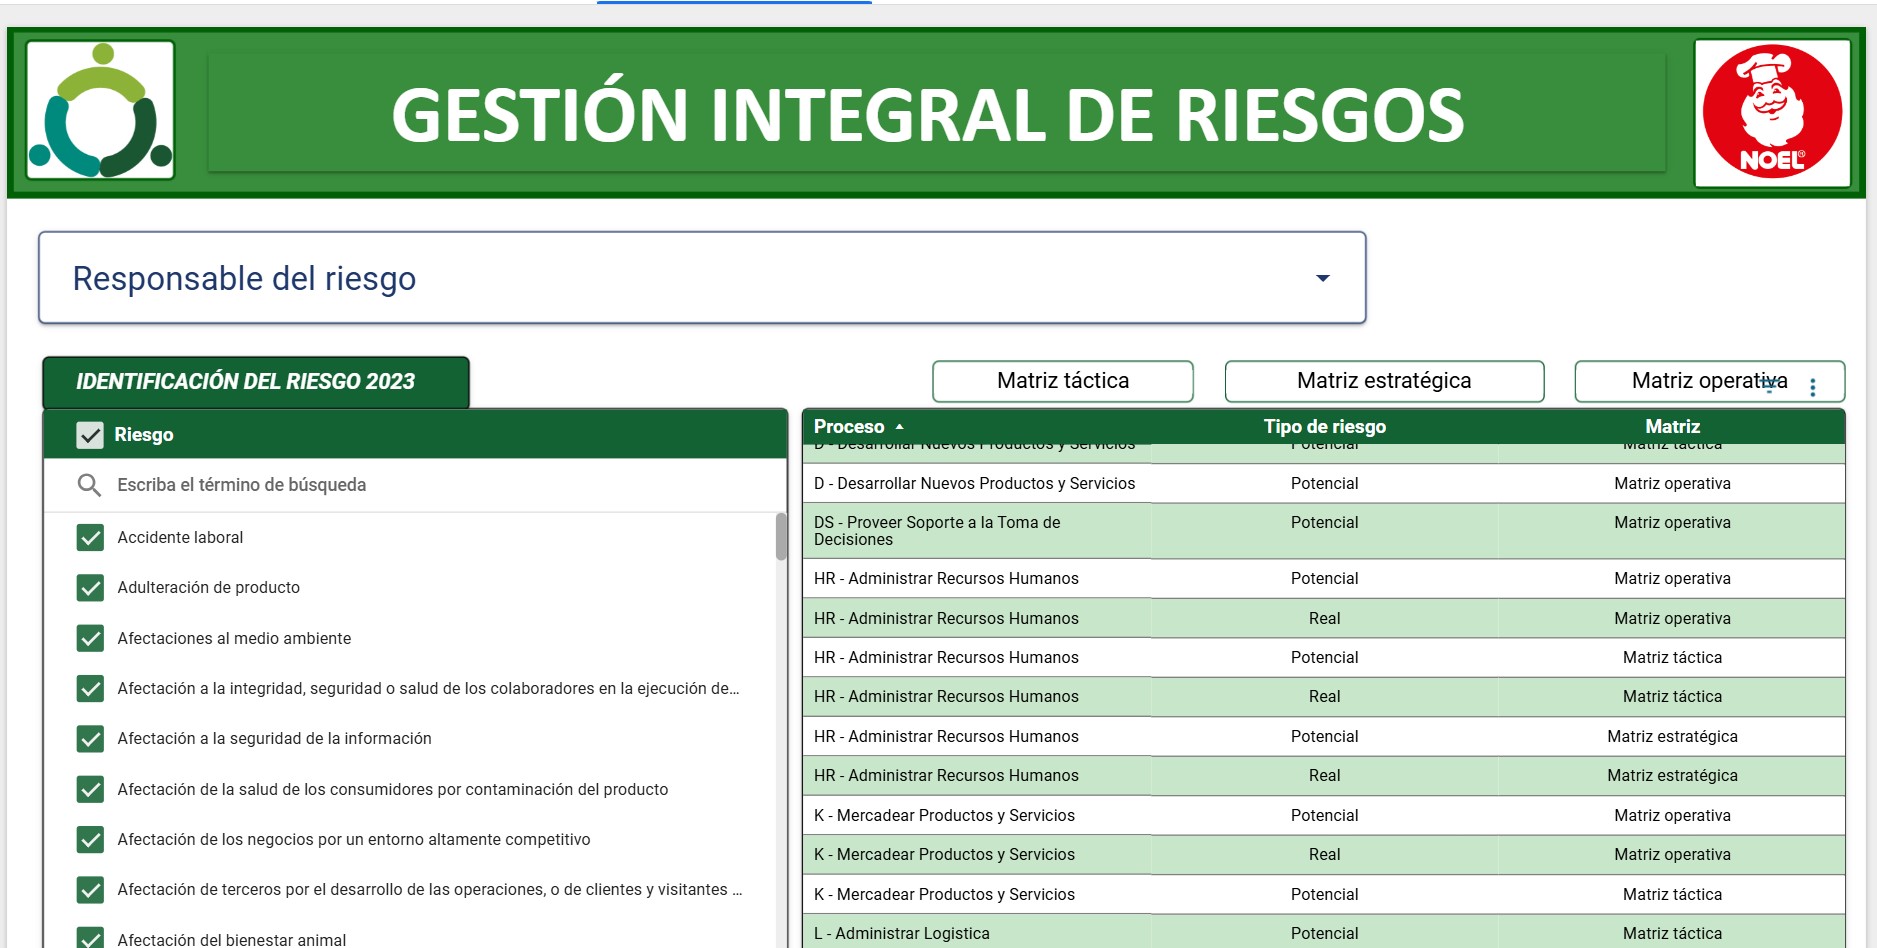 GESTIÓN INTEGRAL DE RIESGOS
NOEL®
Responsable del riesgo
IDENTIFICACIÓN DEL RIESGO 2023
Matriz táctica
Matriz estratégica
Matriz operativa
Riesgo
Escriba el término de búsqueda
Accidente laboral
Adulteración de producto
Afectaciones al medio ambiente
Afectación a la integridad, seguridad o salud de los colaboradores en la ejecución de...
Afectación a la seguridad de la información
Afectación de la salud de los consumidores por contaminación del producto
Afectación de los negocios por un entorno altamente competitivo
Afectación de terceros por el desarrollo de las operaciones, o de clientes y visitantes ...
Afectación del bienestar animal
Proceso Tipo de riesgo Matriz
D - Desarrollar Nuevos Productos y Servicios Potencial Matriz táctica
D - Desarrollar Nuevos Productos y Servicios Potencial Matriz operativa
DS - Proveer Soporte a la Toma de Potencial Matriz operativa
Decisiones
HR - Administrar Recursos Humanos Potencial Matriz operativa
HR - Administrar Recursos Humanos Real Matriz operativa
HR - Administrar Recursos Humanos Potencial Matriz táctica
HR - Administrar Recursos Humanos Real Matriz táctica
HR - Administrar Recursos Humanos Potencial Matriz estratégica
HR - Administrar Recursos Humanos Real Matriz estratégica
K - Mercadear Productos y Servicios Potencial Matriz operativa
K - Mercadear Productos y Servicios Real Matriz operativa
K - Mercadear Productos y Servicios Potencial Matriz táctica
L - Administrar Logistica Potencial Matriz táctica